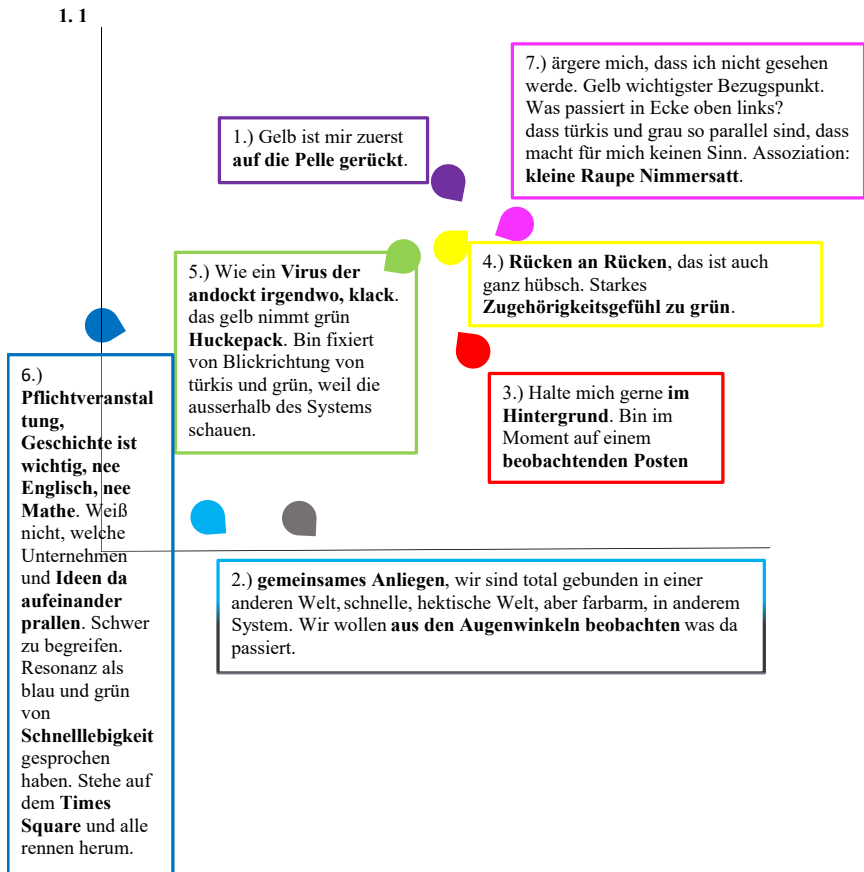 1. 1
7.) ärgere mich, dass ich nicht gesehen
werde. Gelb wichtigster Bezugspunkt.
Was passiert in Ecke oben links?
dass türkis und grau so parallel sind, dass
macht für mich keinen Sinn. Assoziation:
kleine Raupe Nimmersatt.
1.) Gelb ist mir zuerst
auf die Pelle gerückt.
5.) Wie ein Virus der
andockt irgendwo, klack.
das gelb nimmt grün
Huckepack. Bin fixiert
von Blickrichtung von
türkis und grün, weil die
ausserhalb des Systems
schauen.
4.) Rücken an Rücken, das ist auch
ganz hübsch. Starkes
Zugehörigkeitsgefühl zu grün.
3.) Halte mich gerne im
Hintergrund. Bin im
Moment auf einem
beobachtenden Posten
6.)
Pflichtveranstal
tung,
Geschichte ist
wichtig, nee
Englisch, nee
Mathe. Weiß
nicht, welche
Unternehmen
und Ideen da
aufeinander
prallen. Schwer
zu begreifen.
Resonanz als
blau und grün
von
Schnelllebigkeit
gesprochen
haben. Stehe auf
dem Times
Square und alle
rennen herum.
2.) gemeinsames Anliegen, wir sind total gebunden in einer
anderen Welt, schnelle, hektische Welt, aber farbarm, in anderem
System. Wir wollen aus den Augenwinkeln beobachten was da
passiert.